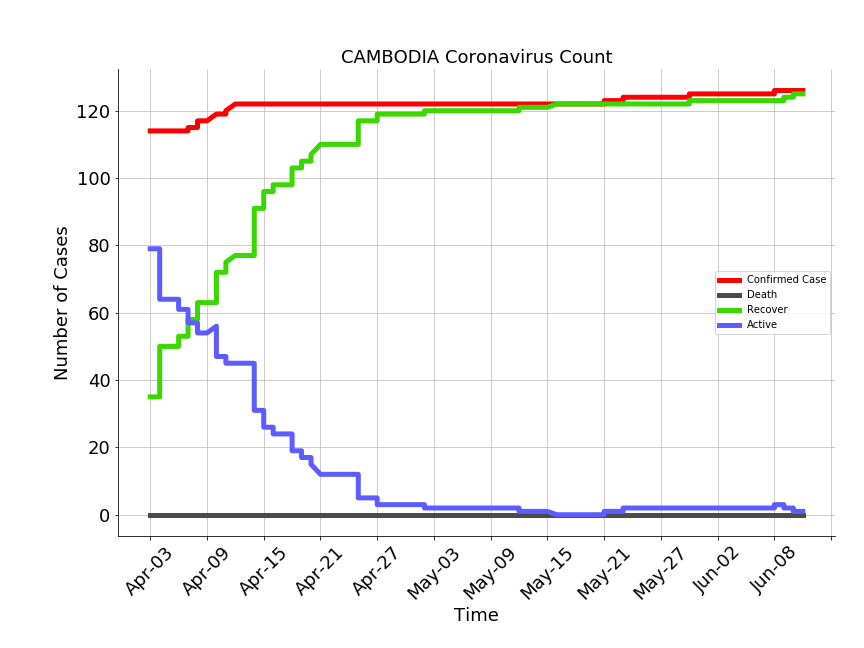 CAMBODIA Coronavirus Count
Number of Cases
120
100
80
60
40
20
0
Confirmed Case
Death
Recover
Active
Apr-03
Apr-09
Apr-15
Apr-21
Apr-27
May-03
May-09
May-15
May-21
May-27
Jun-02
Jun-08
Time